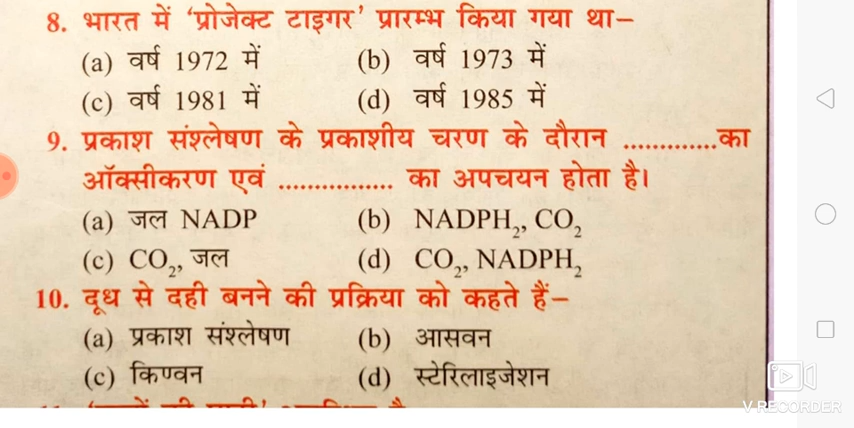 8. भारत में ‘प्रोजेक्ट टाइगर’ प्रारम्भ किया गया था–
(a) वर्ष 1972 में (b) वर्ष 1973 में
(c) वर्ष 1981 में (d) वर्ष 1985 में
9. प्रकाश संश्लेषण के प्रकाशीय चरण के दौरान .............का
ऑक्सीकरण एवं ................ का अपचयन होता है।
(a) जल NADP (b) NADPH₂, CO₂
(c) CO₂, जल (d) CO₂, NADPH₂
10. दूध से दही बनने की प्रक्रिया को कहते हैं–
(a) प्रकाश संश्लेषण (b) आसवन
(c) किण्वन (d) स्टेरिलाइजेशन
V RECORDER